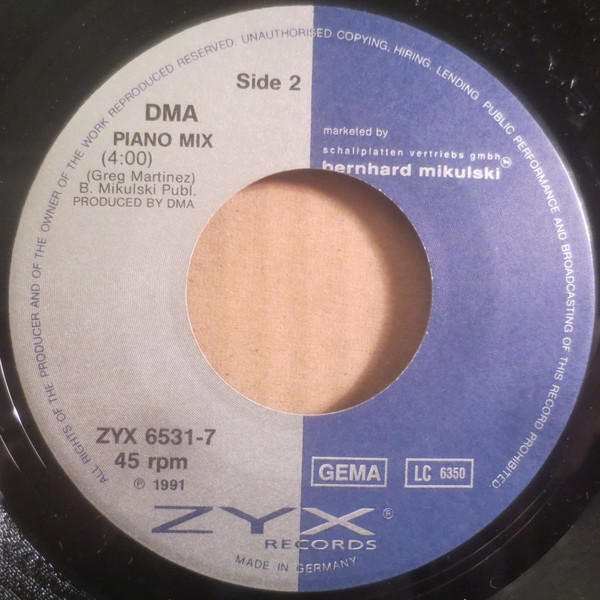 ALL RIGHTS OF THE PRODUCER AND OF THE OWNER OF THE WORK REPRODUCED RESERVED. UNAUTHORISED COPYING, HIRING, LENDING, PUBLIC PERFORMANCE AND BROADCASTING OF THIS RECORD PROHIBITED
Side 2
DMA
PIANO MIX
(4:00)
(Greg Martinez)
B. Mikulski Publ.
PRODUCED BY DMA
marketed by
schallplatten vertriebs gmbh
bernhard mikulski
ZYX 6531-7
45 rpm
℗ 1991
GEMA
LC 6350
ZYX®
RECORDS
MADE IN GERMANY